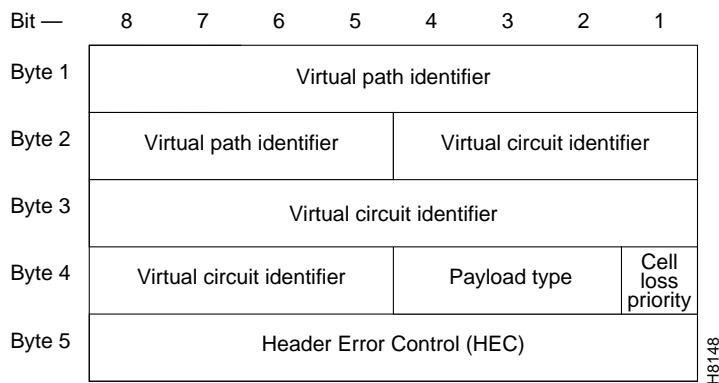 Bit — 8 7 6 5 4 3 2 1
Byte 1 Virtual path identifier
Byte 2 Virtual path identifier Virtual circuit identifier
Byte 3 Virtual circuit identifier
Byte 4 Virtual circuit identifier Payload type Cell
loss
priority
Byte 5 Header Error Control (HEC)
H8148